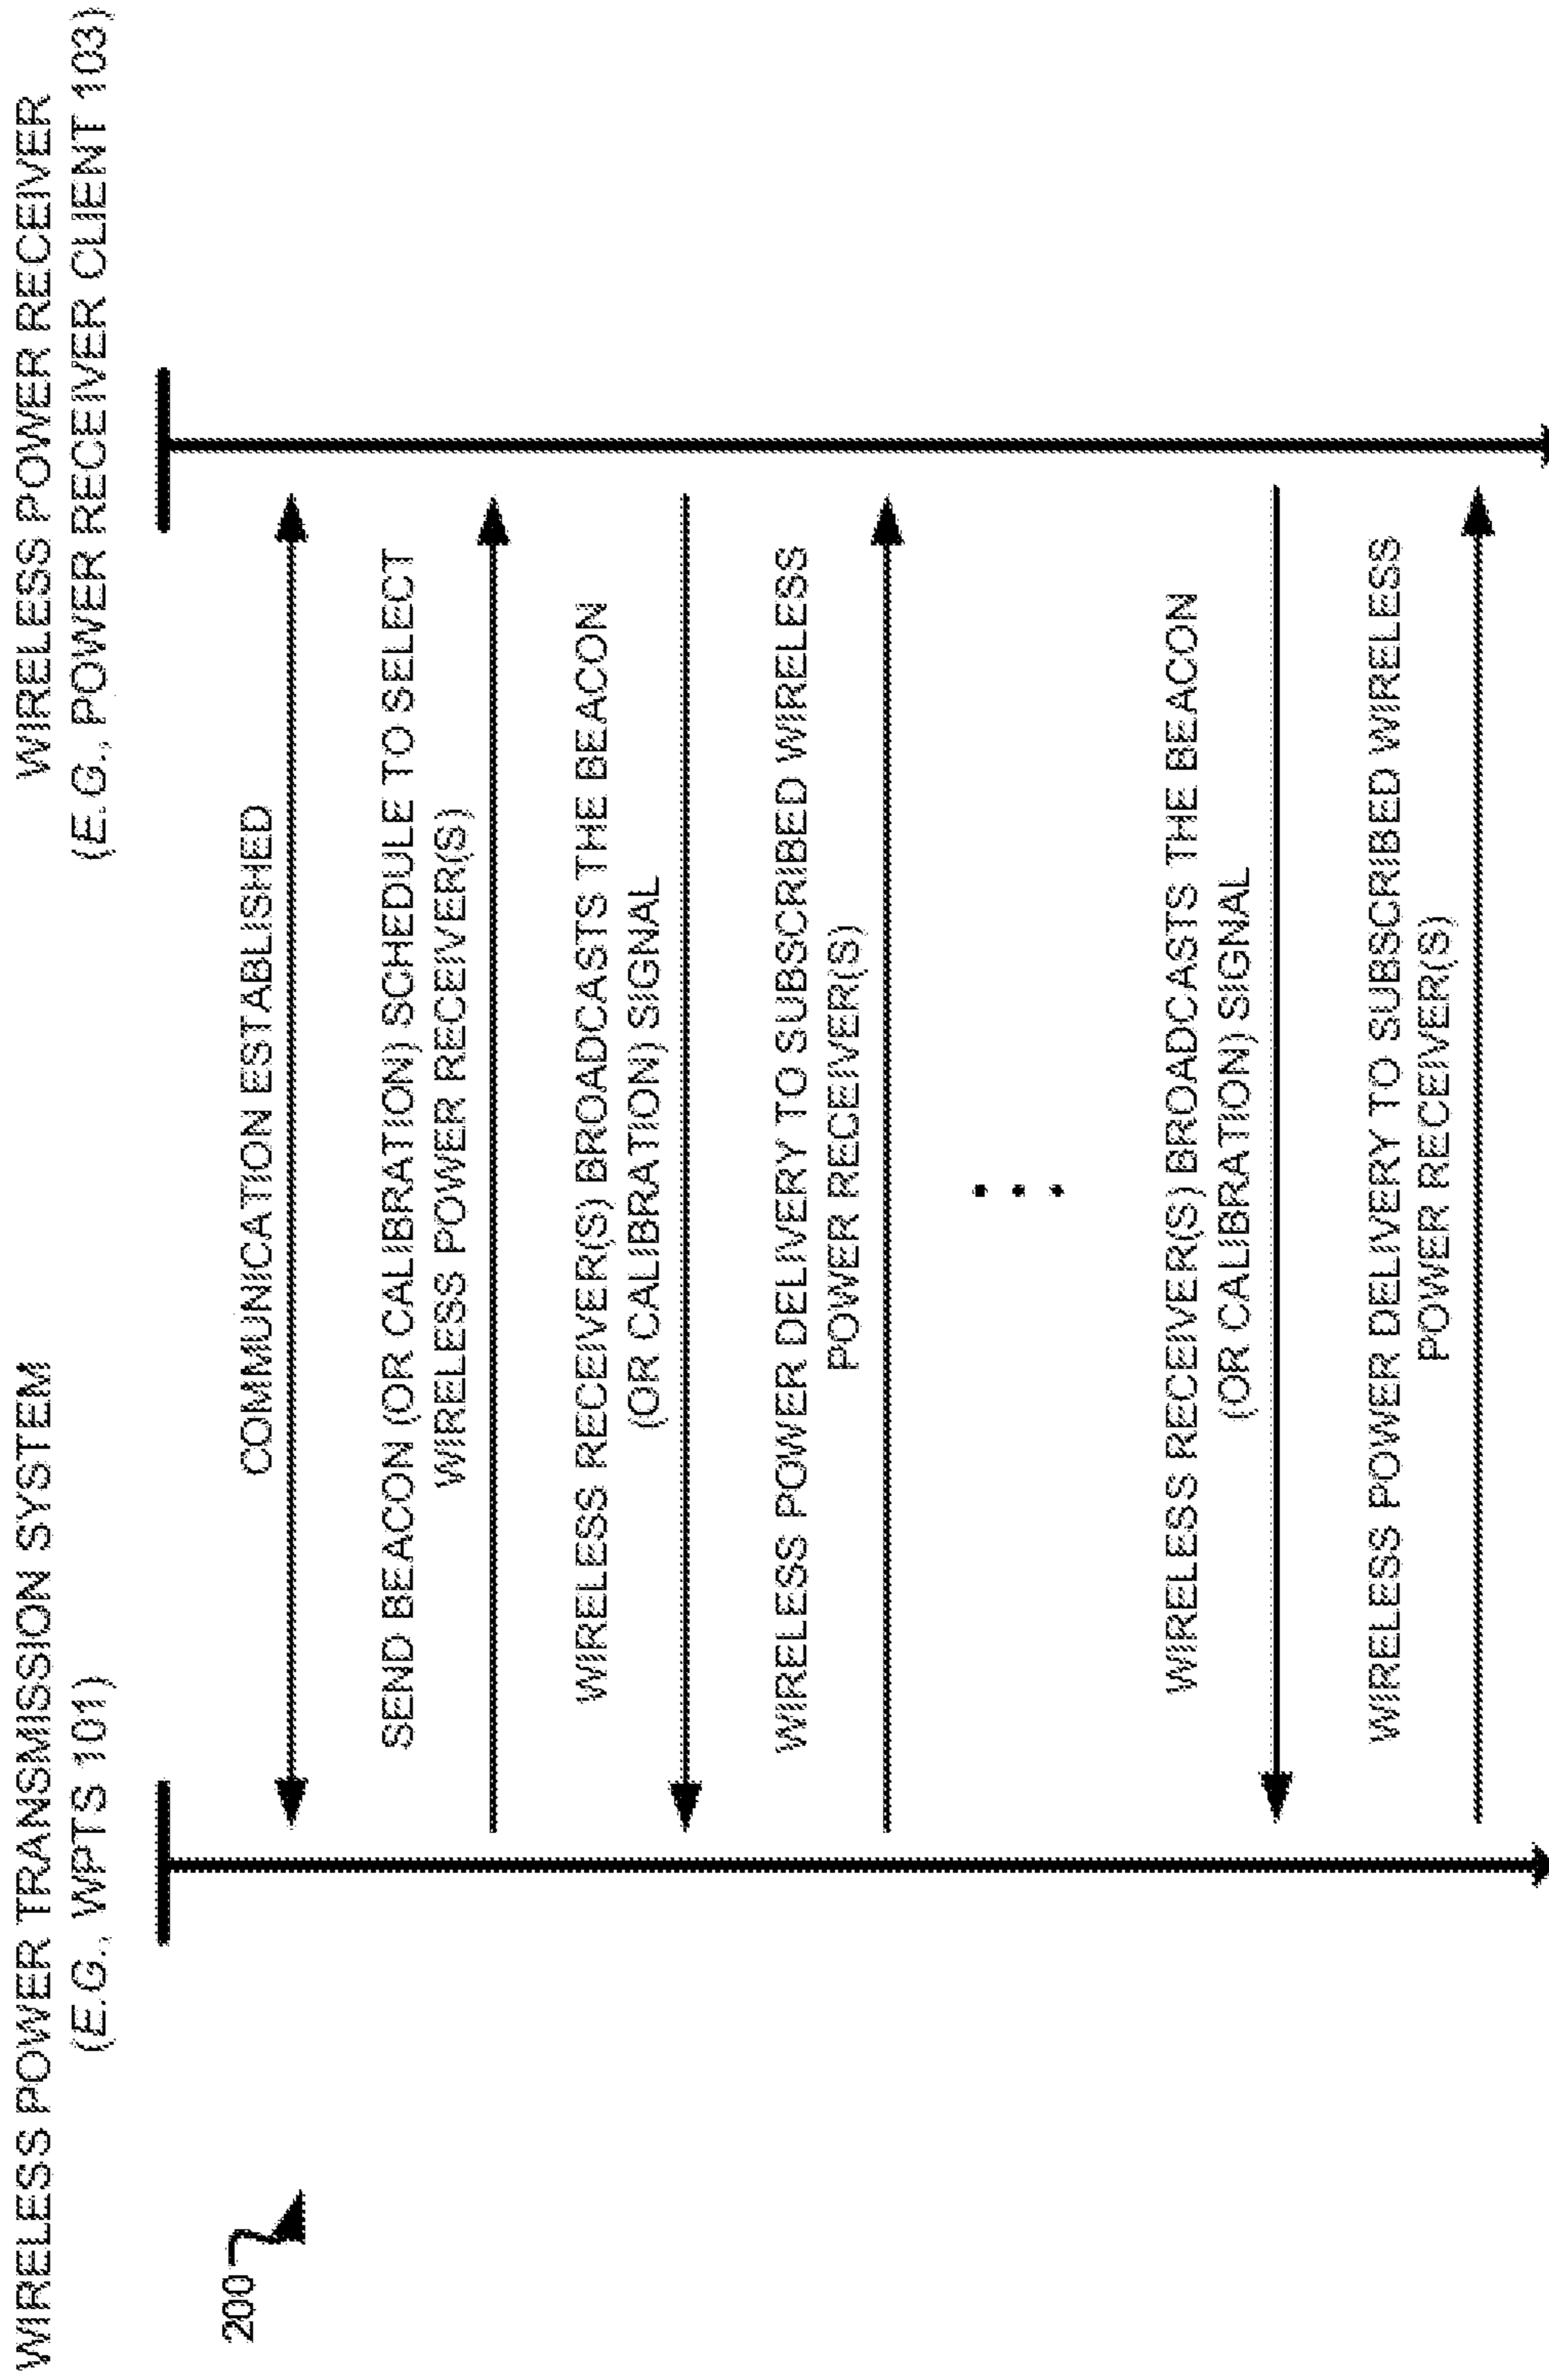 WIRELESS POWER TRANSMISSION SYSTEM
(E.G., WPTS 101)
WIRELESS POWER RECEIVER
(E.G., POWER RECEIVER CLIENT 103)
200
COMMUNICATION ESTABLISHED
SEND BEACON (OR CALIBRATION) SCHEDULE TO SELECT
WIRELESS POWER RECEIVER(S)
WIRELESS RECEIVER(S) BROADCASTS THE BEACON
(OR CALIBRATION) SIGNAL
WIRELESS POWER DELIVERY TO SUBSCRIBED WIRELESS
POWER RECEIVER(S)
...
WIRELESS RECEIVER(S) BROADCASTS THE BEACON
(OR CALIBRATION) SIGNAL
WIRELESS POWER DELIVERY TO SUBSCRIBED WIRELESS
POWER RECEIVER(S)